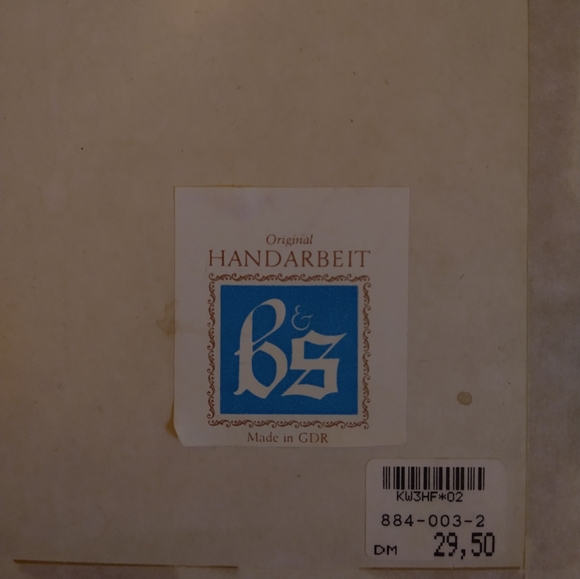 Original
HANDARBEIT
b&s
Made in GDR
KW3HF*02
884-003-2
DM 29,50